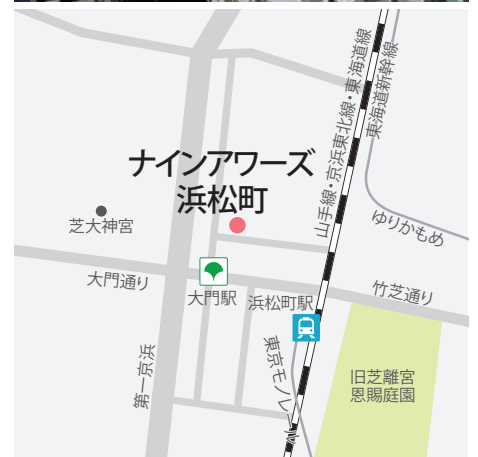 山手線・京浜東北線・東海道線
東海道新幹線
ナインアワーズ
浜松町
芝大神宮
ゆりかもめ
大門通り
大門駅
浜松町駅
竹芝通り
第一京浜
東京モノレール
旧芝離宮
恩賜庭園